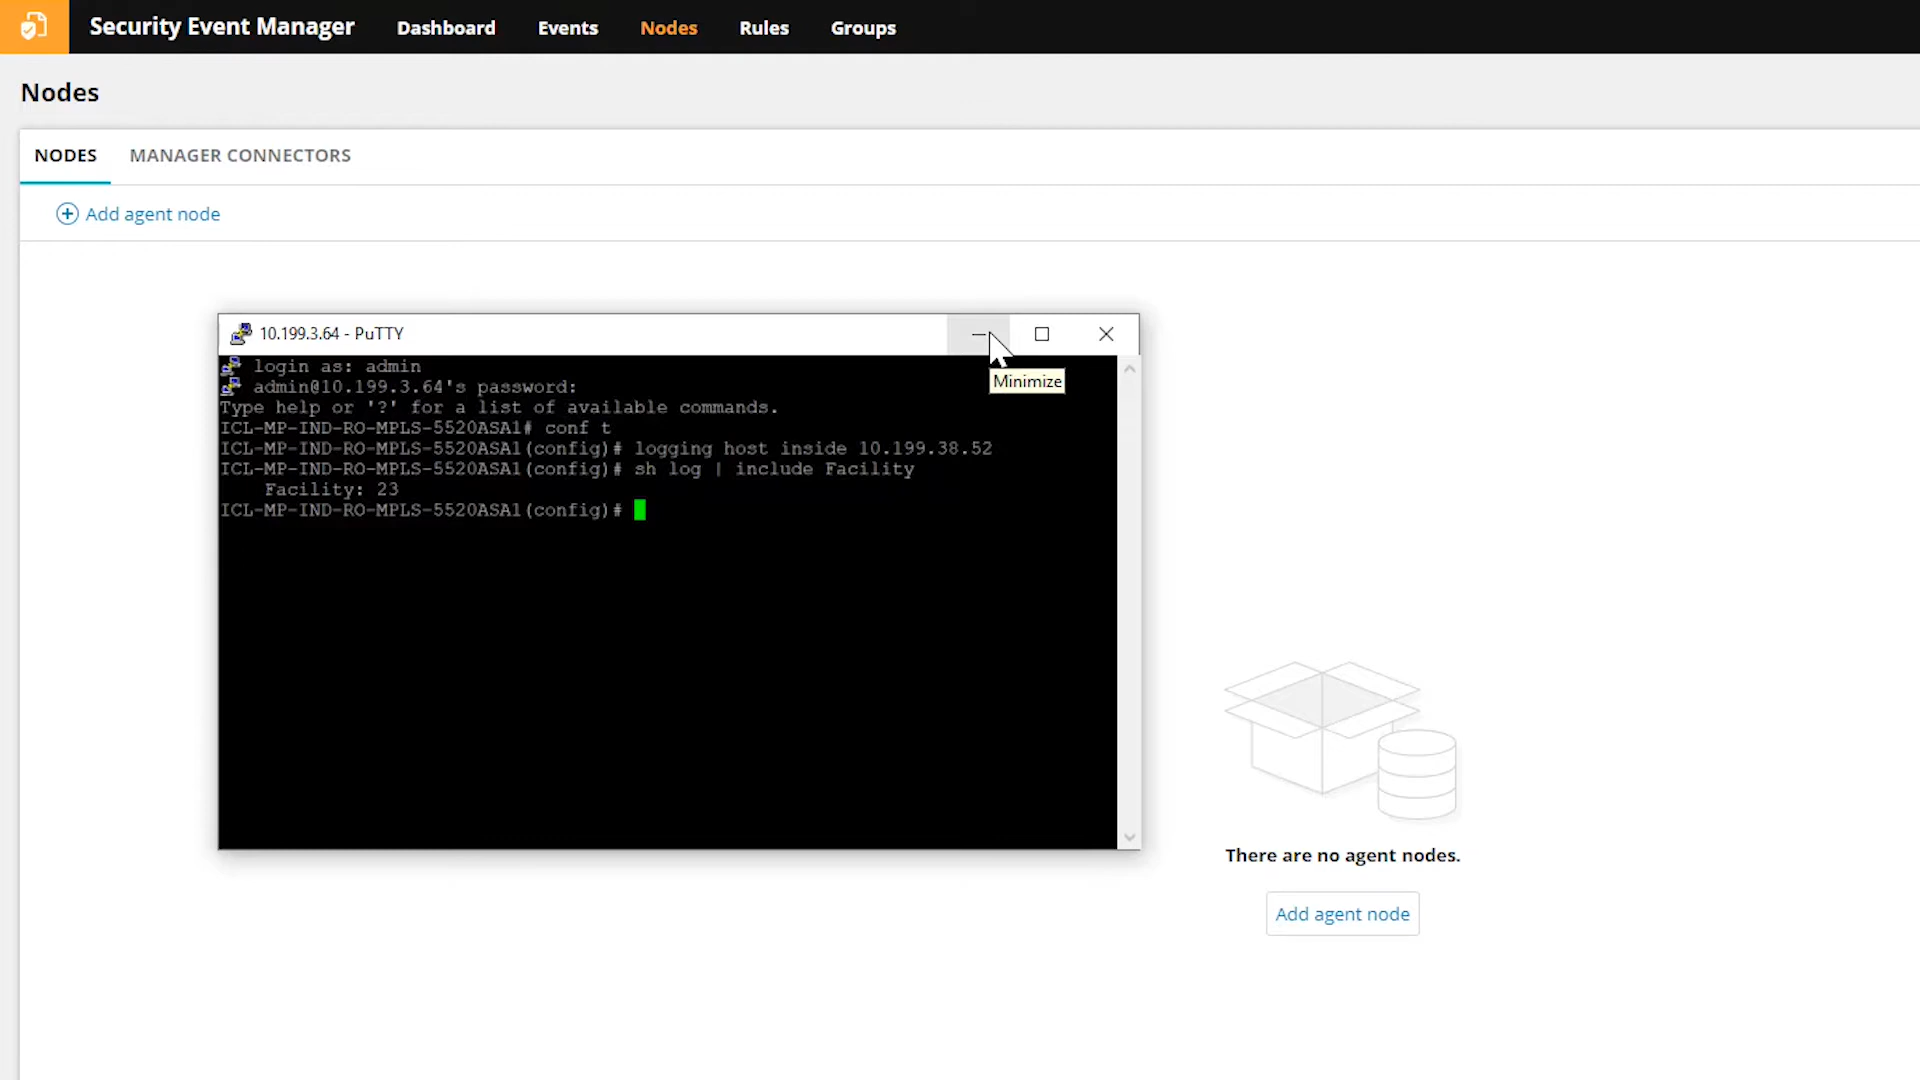 Security Event Manager Dashboard Events Nodes Rules Groups
Nodes
NODES MANAGER CONNECTORS
Add agent node
10.199.3.64 - PuTTY
Minimize
login as: admin
admin@10.199.3.64's password:
Type help or '?' for a list of available commands.
ICL-MP-IND-RO-MPLS-5520ASA1# conf t
ICL-MP-IND-RO-MPLS-5520ASA1(config)# logging host inside 10.199.38.52
ICL-MP-IND-RO-MPLS-5520ASA1(config)# sh log | include Facility
Facility: 23
ICL-MP-IND-RO-MPLS-5520ASA1(config)#
There are no agent nodes.
Add agent node